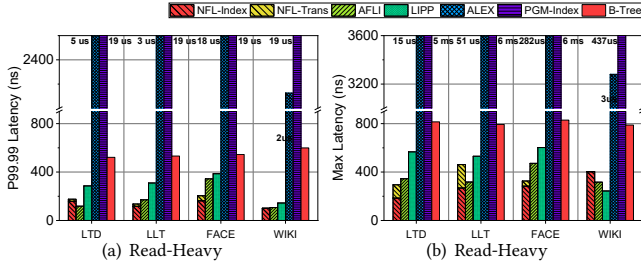 NFL-Index NFL-Trans AFLI LIPP ALEX PGM-Index B-Tree
5 us 19 us 3 us 19 us 18 us 19 us 19 us
2400
2us
800
400
0
P99.99 Latency (ns)
LTD LLT FACE WIKI
(a) Read-Heavy
15 us 5 ms 51 us 6 ms 282us 6 ms 437us
3600
3200
3us
800
400
0
Max Latency (ns)
LTD LLT FACE WIKI
(b) Read-Heavy